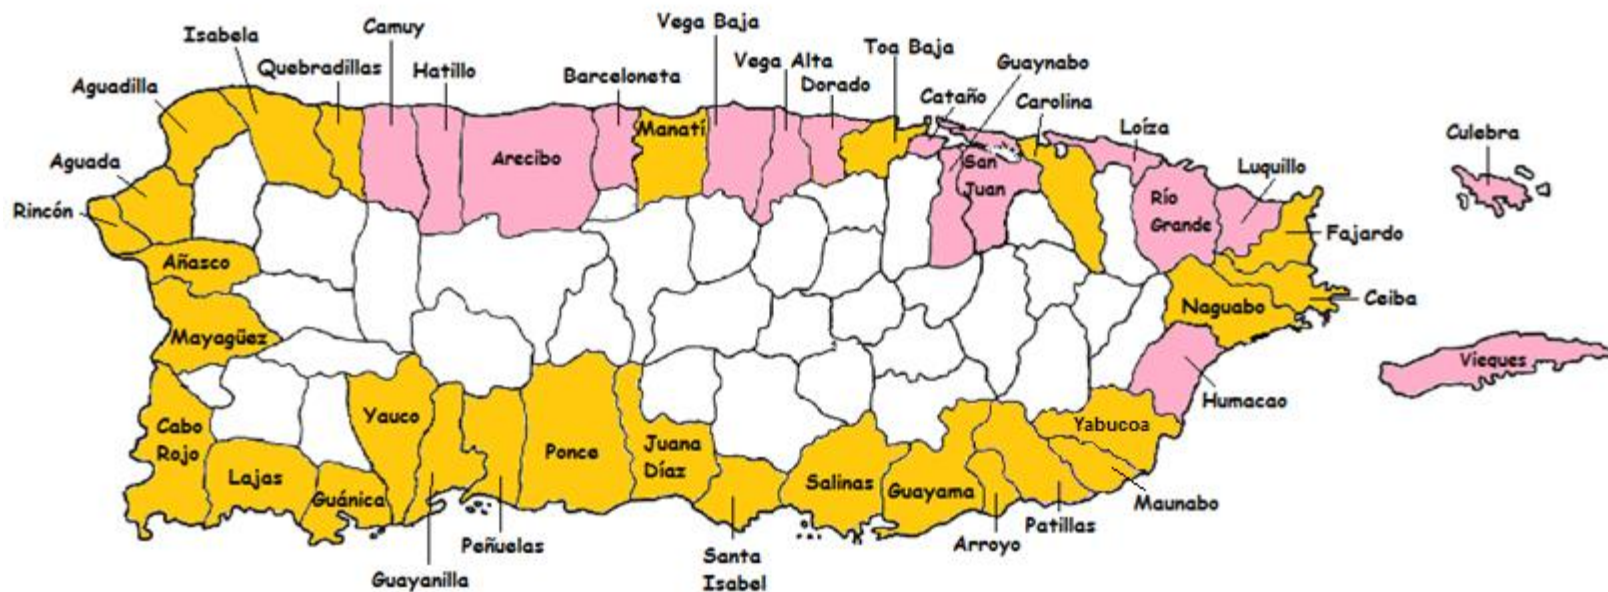 Isabela
Camuy
Vega Baja
Toa Baja
Quebradillas
Hatillo
Barceloneta
Vega Alta
Guaynabo
Aguadilla
Dorado
Cataño
Carolina
Manatí
Loíza
Culebra
Aguada
Arecibo
San
Juan
Luquillo
Rincón
Río
Grande
Fajardo
Añasco
Naguabo
Ceiba
Mayagüez
Vieques
Humacao
Cabo
Rojo
Yauco
Yabucoa
Ponce
Juana
Díaz
Lajas
Guánica
Salinas
Guayama
Maunabo
Patillas
Peñuelas
Arroyo
Guayanilla
Santa
Isabel